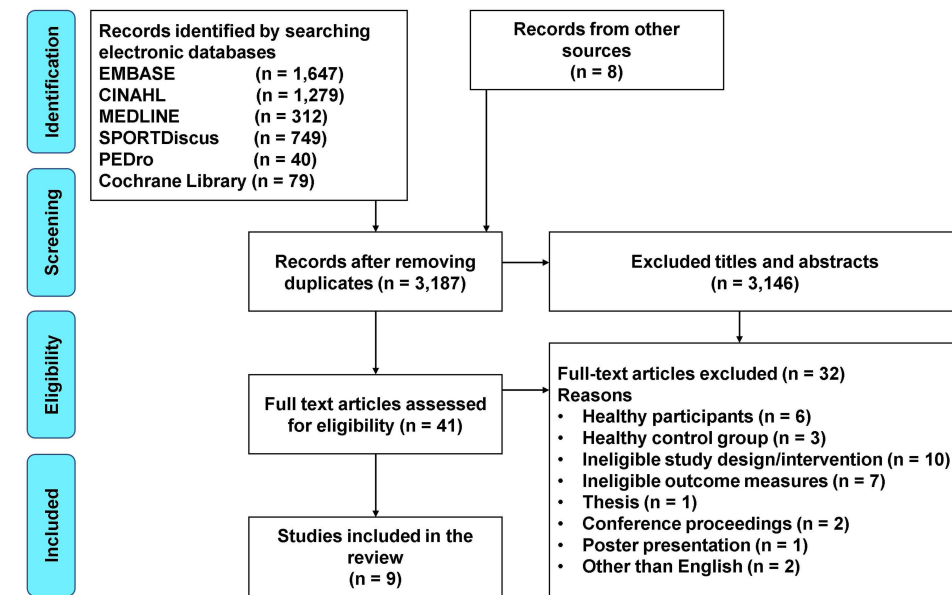 Identification
Records identified by searching
electronic databases
EMBASE (n = 1,647)
CINAHL (n = 1,279)
MEDLINE (n = 312)
SPORTDiscus (n = 749)
PEDro (n = 40)
Cochrane Library (n = 79)
Records from other
sources
(n = 8)
Screening
Records after removing
duplicates (n = 3,187)
Excluded titles and abstracts
(n = 3,146)
Eligibility
Full text articles assessed
for eligibility (n = 41)
Full-text articles excluded (n = 32)
Reasons
• Healthy participants (n = 6)
• Healthy control group (n = 3)
• Ineligible study design/intervention (n = 10)
• Ineligible outcome measures (n = 7)
• Thesis (n = 1)
• Conference proceedings (n = 2)
• Poster presentation (n = 1)
• Other than English (n = 2)
Included
Studies included in the
review
(n = 9)